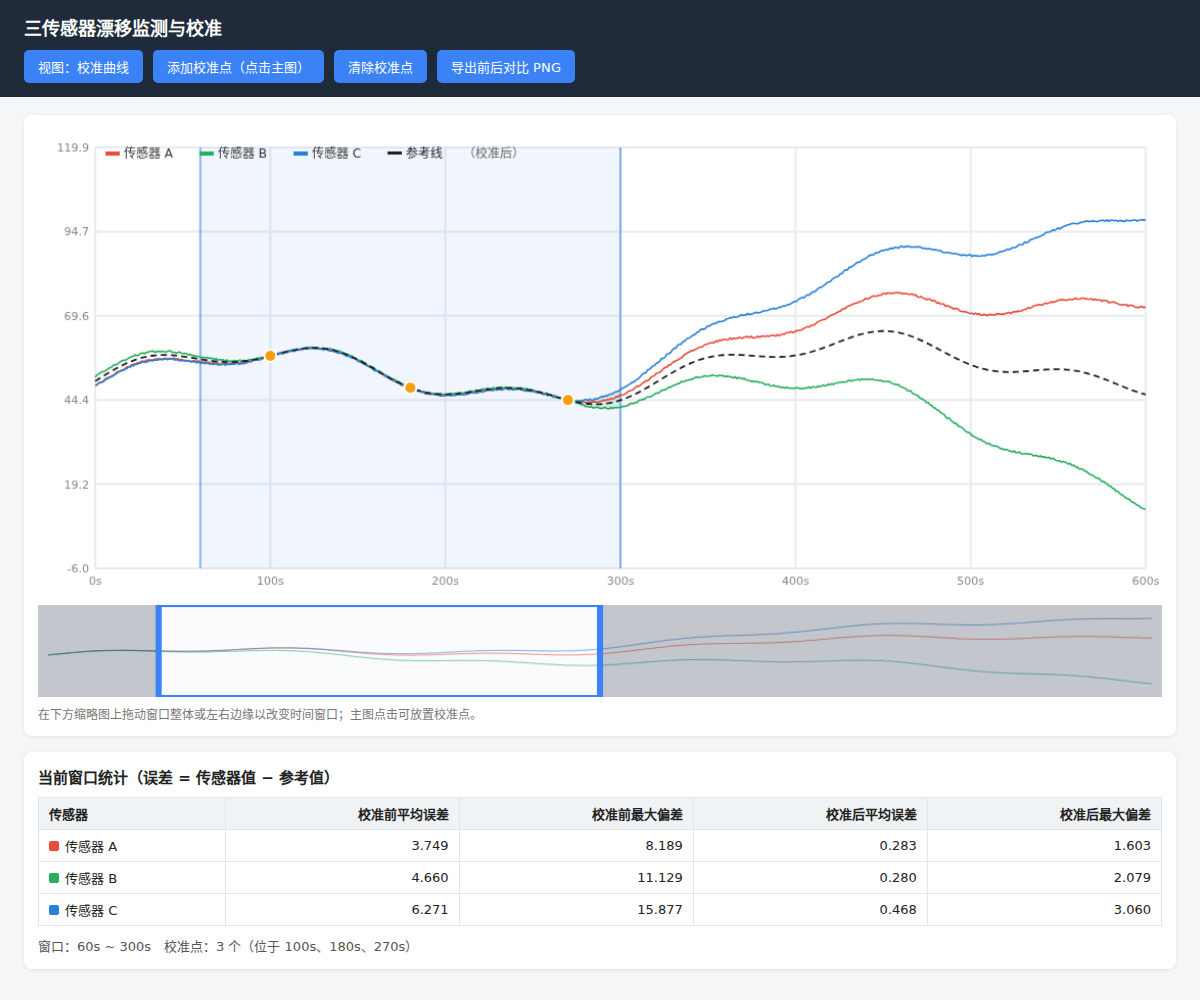 三传感器漂移监测与校准
视图：校准曲线 添加校准点（点击主图） 清除校准点 导出前后对比 PNG
119.9
传感器 A 传感器 B 传感器 C 参考线 （校准后）
94.7
69.6
44.4
19.2
-6.0
0s 100s 200s 300s 400s 500s 600s
在下方缩略图上拖动窗口整体或左右边缘以改变时间窗口；主图点击可放置校准点。
当前窗口统计（误差 = 传感器值 − 参考值）
传感器 校准前平均误差 校准前最大偏差 校准后平均误差 校准后最大偏差
传感器 A 3.749 8.189 0.283 1.603
传感器 B 4.660 11.129 0.280 2.079
传感器 C 6.271 15.877 0.468 3.060
窗口：60s ~ 300s 校准点：3 个（位于 100s、180s、270s）